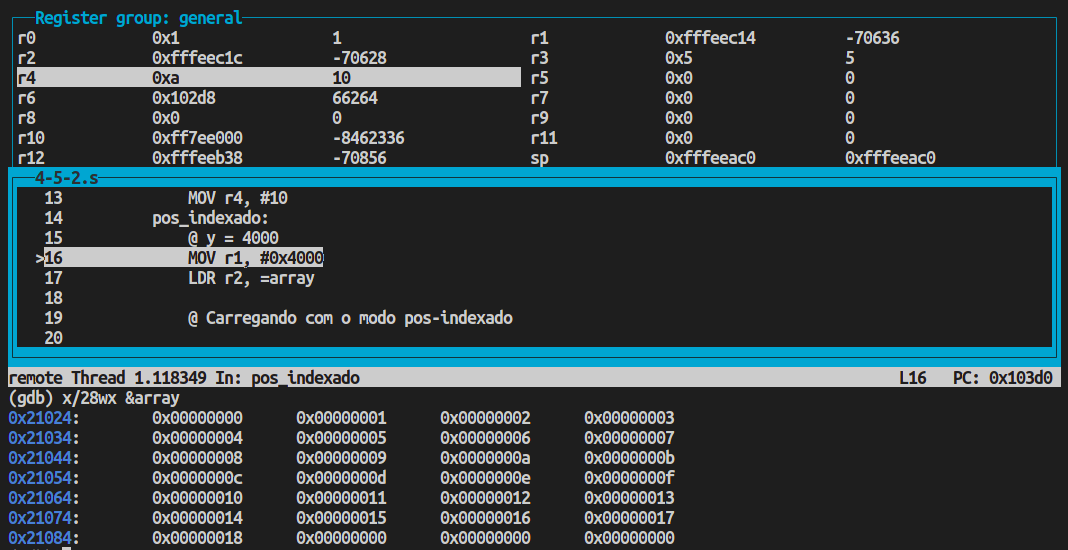 Register group: general
r0 0x1 1 r1 0xfffeec14 -70636
r2 0xfffeec1c -70628 r3 0x5 5
r4 0xa 10 r5 0x0 0
r6 0x102d8 66264 r7 0x0 0
r8 0x0 0 r9 0x0 0
r10 0xff7ee000 -8462336 r11 0x0 0
r12 0xfffeeb38 -70856 sp 0xfffeeac0 0xfffeeac0
4-5-2.s
13 MOV r4, #10
14 pos_indexado:
15 @ y = 4000
>16 MOV r1, #0x4000
17 LDR r2, =array
18
19 @ Carregando com o modo pos-indexado
20
remote Thread 1.118349 In: pos_indexado L16 PC: 0x103d0
(gdb) x/28wx &array
0x21024: 0x00000000 0x00000001 0x00000002 0x00000003
0x21034: 0x00000004 0x00000005 0x00000006 0x00000007
0x21044: 0x00000008 0x00000009 0x0000000a 0x0000000b
0x21054: 0x0000000c 0x0000000d 0x0000000e 0x0000000f
0x21064: 0x00000010 0x00000011 0x00000012 0x00000013
0x21074: 0x00000014 0x00000015 0x00000016 0x00000017
0x21084: 0x00000018 0x00000000 0x00000000 0x00000000